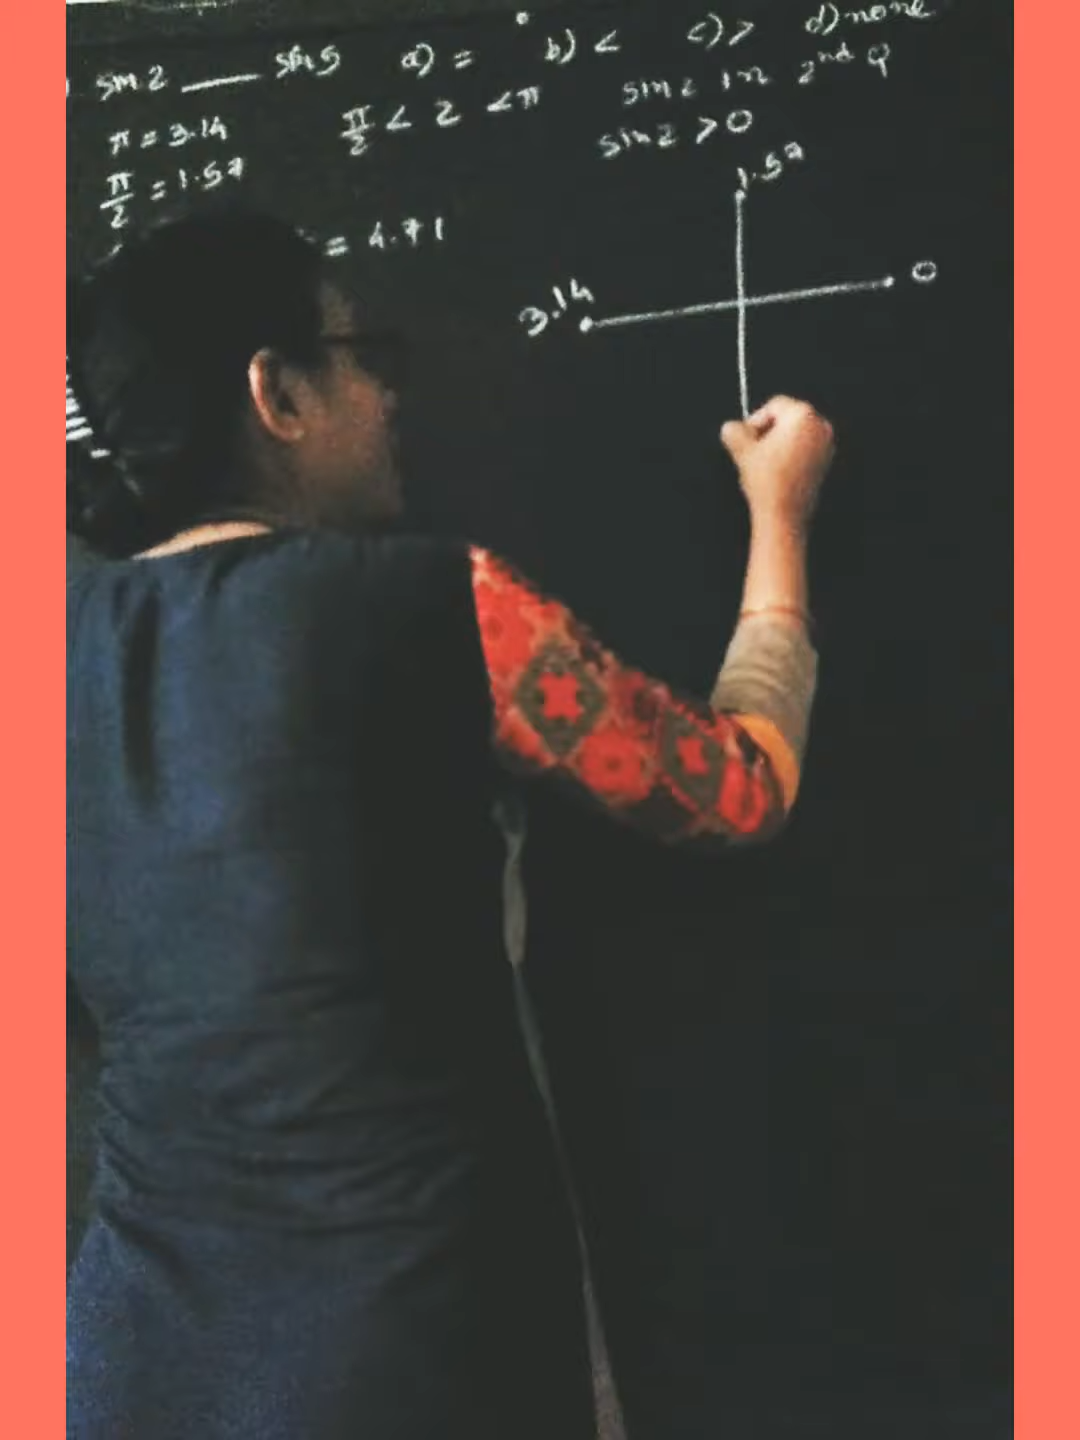 sin 2 ___ sin 5 a) = b) < c) > d) none
π = 3.14
π/2 < 2 < π
sin 2 in 2nd Q
π/2 = 1.57
sin 2 > 0
= 4.71
1.57
3.14
0